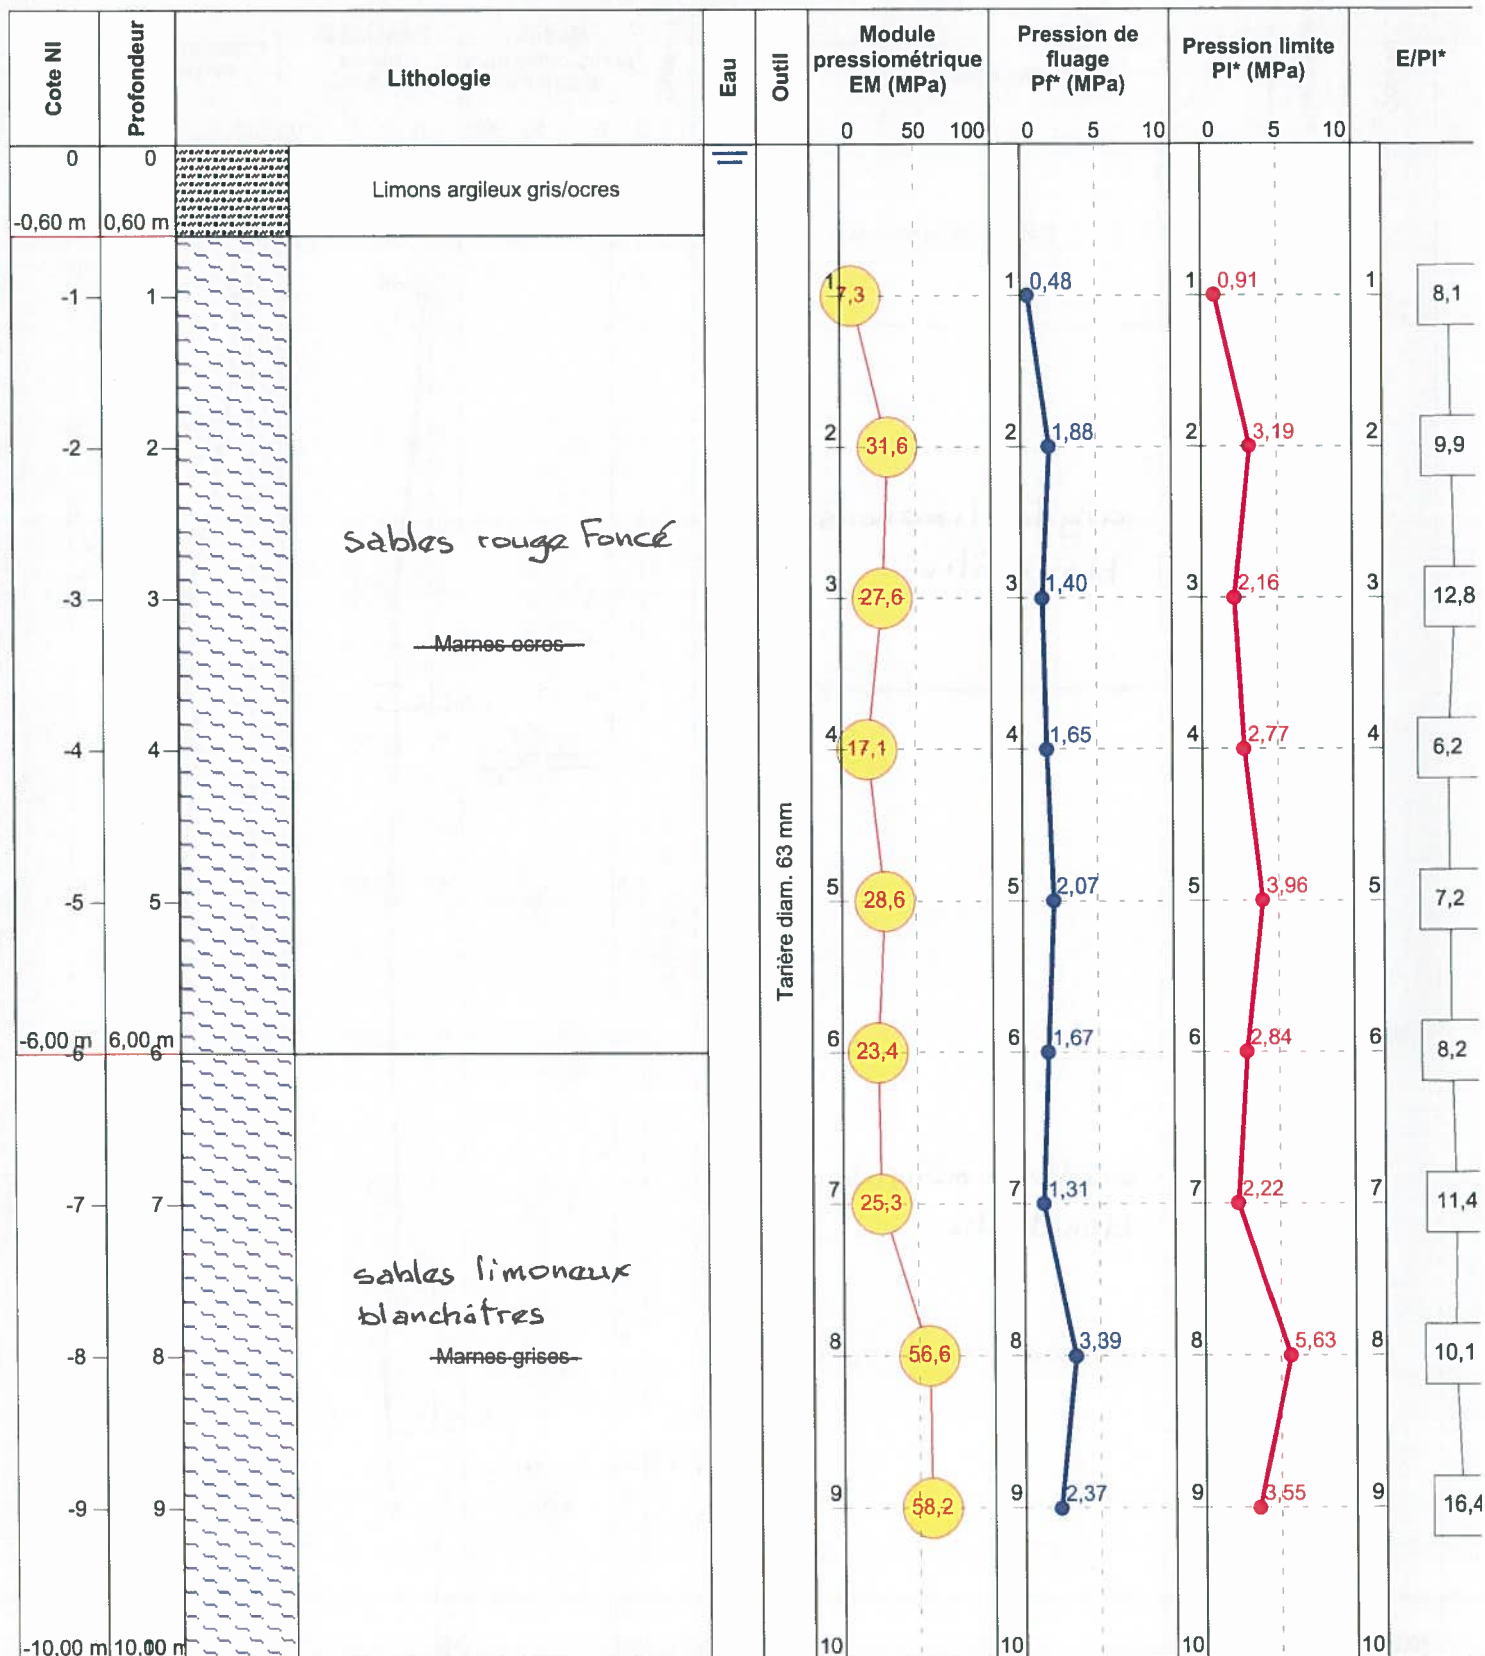 Cote NI
Profondeur
Lithologie
Eau
Outil
Module
pressiométrique
EM (MPa)
Pression de
fluage
Pf* (MPa)
Pression limite
Pl* (MPa)
E/Pl*
0 50 100
0 5 10
0 5 10
0 0
Limons argileux gris/ocres
-0,60 m 0,60 m
-1 1 1 7,3 1 0,48 1 0,91 1 8,1
-2 2 2 31,6 2 1,88 2 3,19 2 9,9
sables rouge Foncé
-3 3 3 27,6 3 1,40 3 2,16 3 12,8
Marnes ocres
-4 4 4 17,1 4 1,65 4 2,77 4 6,2
Tarière diam. 63 mm
-5 5 5 28,6 5 2,07 5 3,96 5 7,2
-6,00 m 6,00 m
-6 6 6 23,4 6 1,67 6 2,84 6 8,2
-7 7 7 25,3 7 1,31 7 2,22 7 11,4
sables limoneux
blanchâtres
-8 8 Marnes grises 8 56,6 8 3,39 8 5,63 8 10,1
-9 9 9 58,2 9 2,37 9 3,55 9 16,4
-10,00 m 10,00 m 10 10 10 10